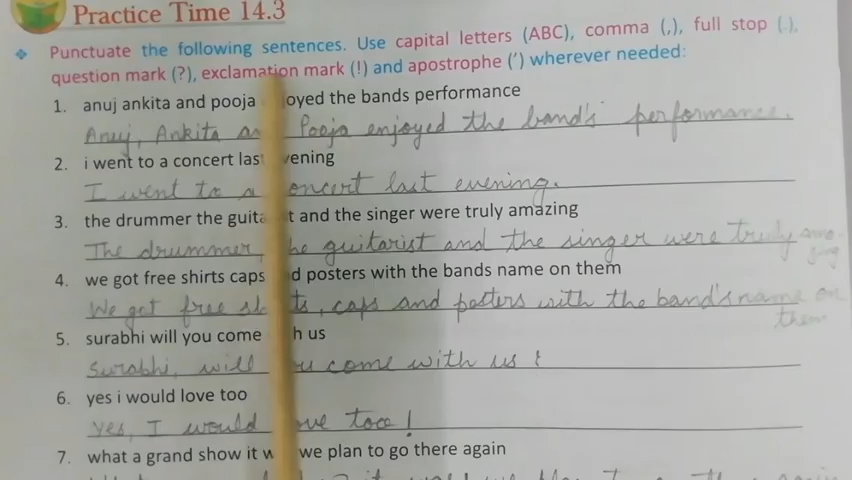 Practice Time 14.3
Punctuate the following sentences. Use capital letters (ABC), comma (,), full stop (.),
question mark (?), exclamation mark (!) and apostrophe (') wherever needed:
1. anuj ankita and pooja joyed the bands performance
Anuj, Ankita Pooja enjoyed the band's performance.
2. i went to a concert las vening
I went to a oncert last evening.
3. the drummer the guita t and the singer were truly amazing
The drummer, he guitarist and the singer were truly ama
zing
4. we got free shirts caps d posters with the bands name on them
We got free ts, caps and posters with the band's name on
them
5. surabhi will you come h us
Surabhi, will u come with us ?
6. yes i would love too
Yes, I would ve too!
7. what a grand show it w we plan to go there again